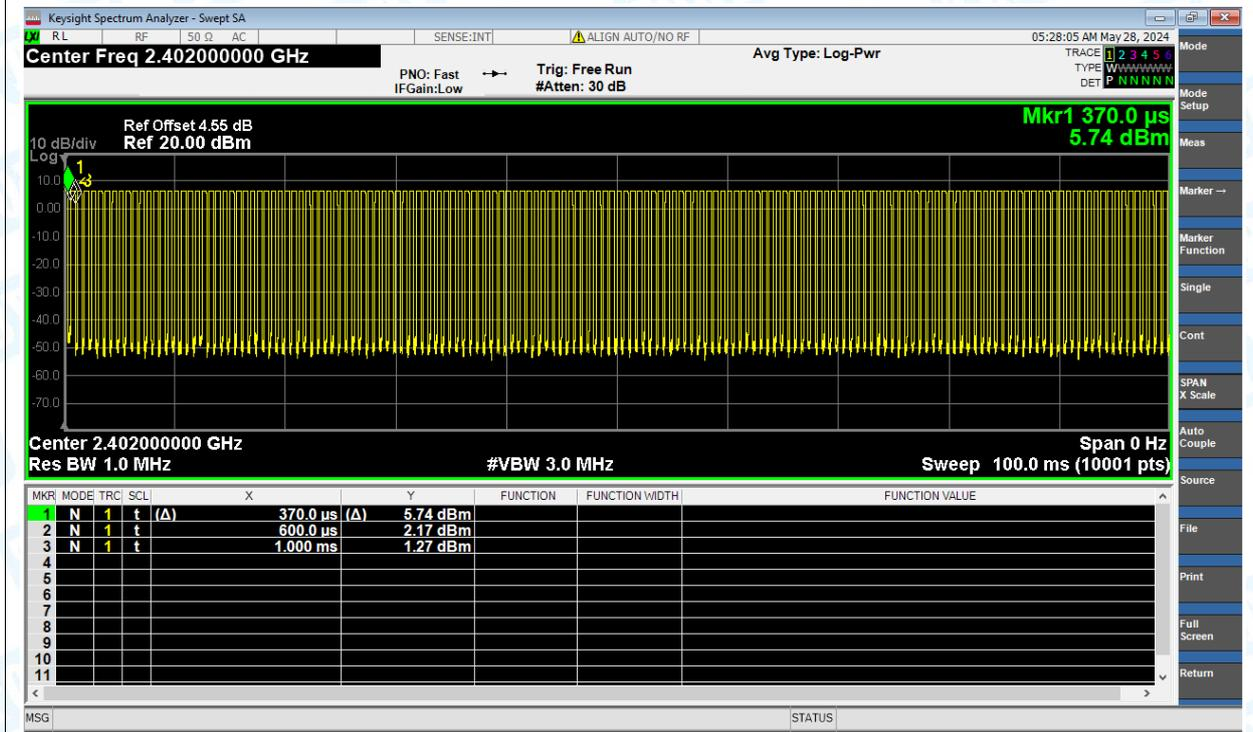 Keysight Spectrum Analyzer - Swept SA
LXI RL RF 50 Ω AC SENSE:INT ALIGN AUTO/NO RF 05:28:05 AM May 28, 2024
Center Freq 2.402000000 GHz
PNO: Fast
IFGain:Low
Trig: Free Run
#Atten: 30 dB
Avg Type: Log-Pwr
TRACE 1 2 3 4 5 6
TYPE WWWWWW
DET P N N N N N
Mkr1 370.0 µs
5.74 dBm
Ref Offset 4.55 dB
10 dB/div Ref 20.00 dBm
Log
1
2
3
10.0
0.00
-10.0
-20.0
-30.0
-40.0
-50.0
-60.0
-70.0
Center 2.402000000 GHz Span 0 Hz
Res BW 1.0 MHz #VBW 3.0 MHz Sweep 100.0 ms (10001 pts)
MKR MODE TRC SCL X Y FUNCTION FUNCTION WIDTH FUNCTION VALUE
1 N 1 t (Δ) 370.0 µs (Δ) 5.74 dBm
2 N 1 t 600.0 µs 2.17 dBm
3 N 1 t 1.000 ms 1.27 dBm
4
5
6
7
8
9
10
11
MSG STATUS
Mode
Mode
Setup
Meas
Marker →
Marker
Function
Single
Cont
SPAN
X Scale
Auto
Couple
Source
File
Print
Full
Screen
Return